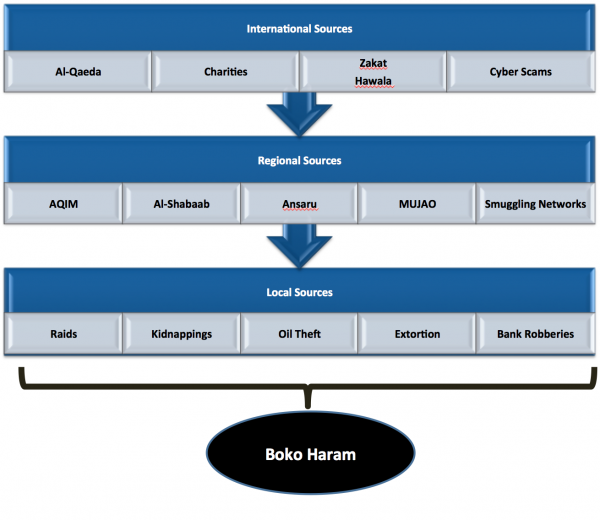 International Sources
Al-Qaeda
Charities
Zakat
Hawala
Cyber Scams
Regional Sources
AQIM
Al-Shabaab
Ansaru
MUJAO
Smuggling Networks
Local Sources
Raids
Kidnappings
Oil Theft
Extortion
Bank Robberies
Boko Haram